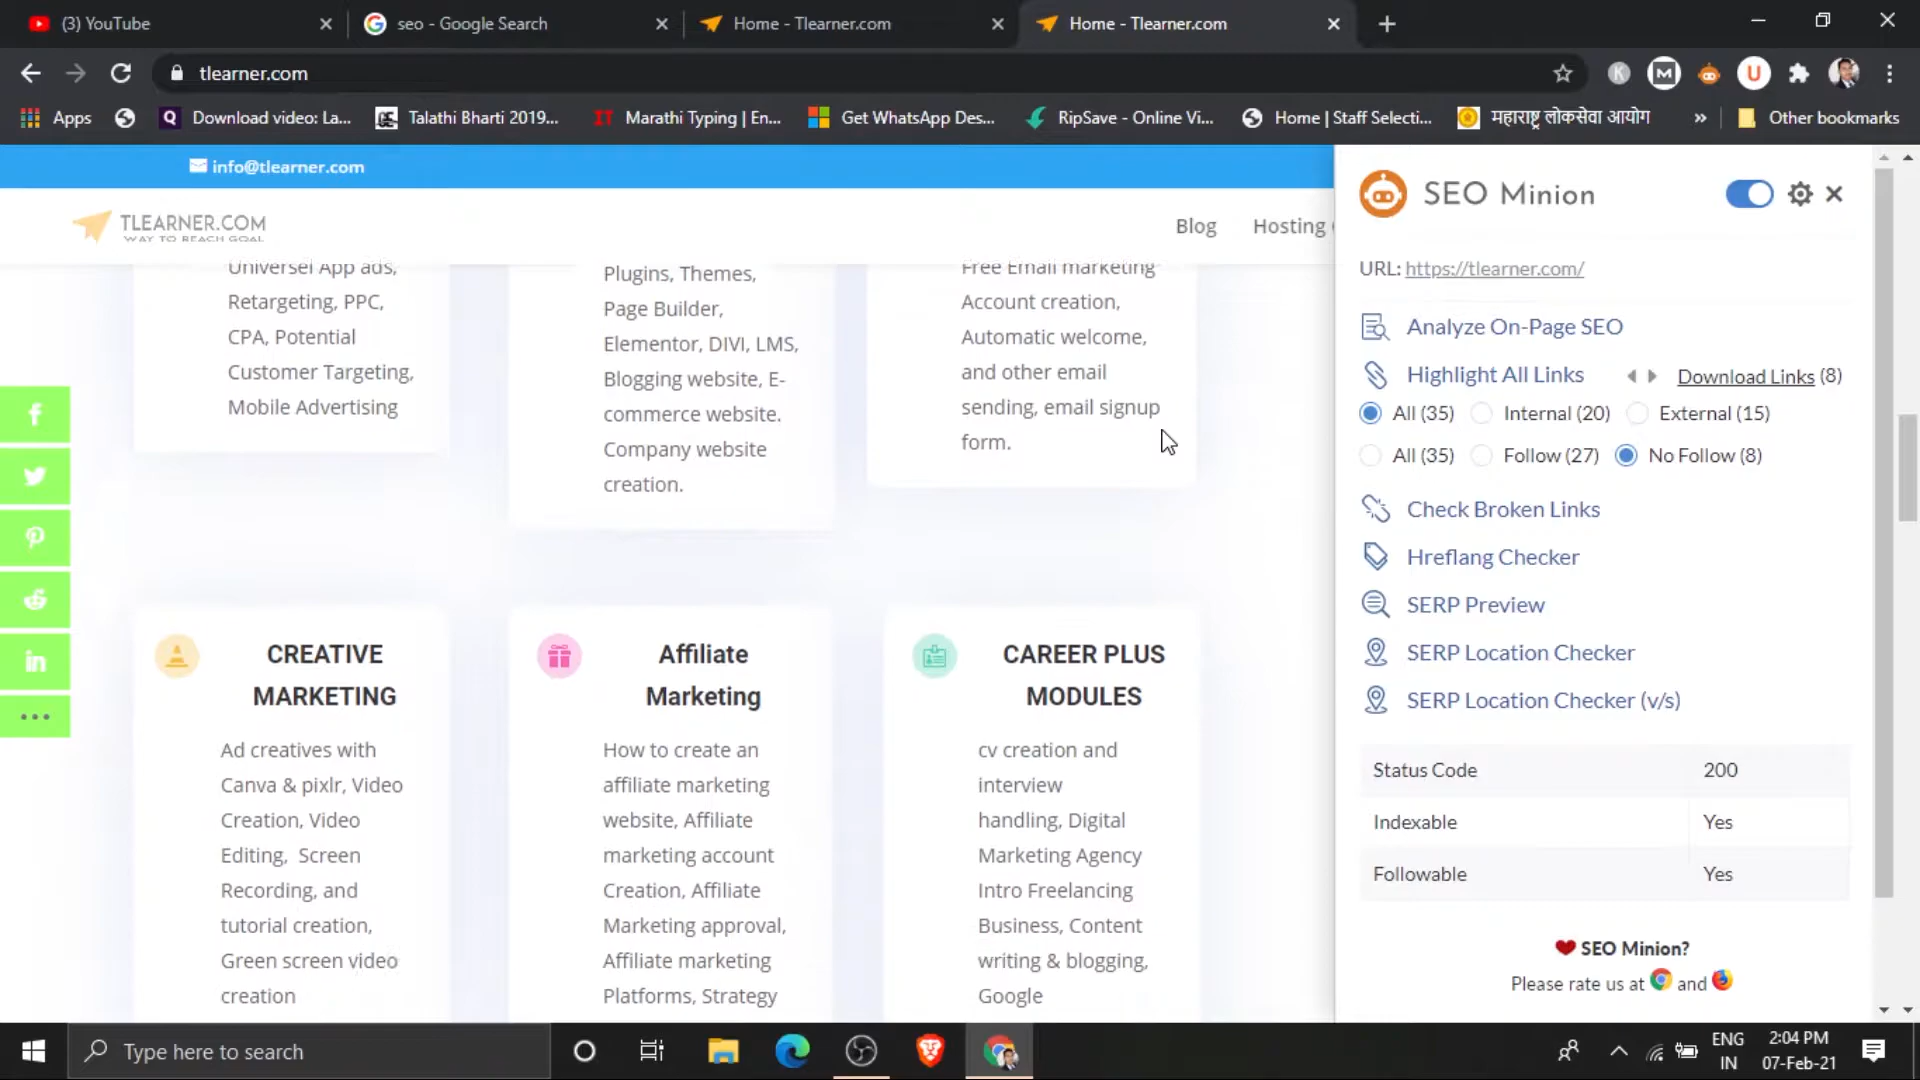 (3) YouTube
seo - Google Search
Home - Tlearner.com
Home - Tlearner.com
tlearner.com
Apps
Download video: La...
Talathi Bharti 2019...
Marathi Typing | En...
Get WhatsApp Des...
RipSave - Online Vi...
Home | Staff Selecti...
महाराष्ट्र लोकसेवा आयोग
»
Other bookmarks
info@tlearner.com
TLEARNER.COM
WAY TO REACH GOAL
Blog
Hosting
Universel App ads,
Retargeting, PPC,
CPA, Potential
Customer Targeting,
Mobile Advertising
Plugins, Themes,
Page Builder,
Elementor, DIVI, LMS,
Blogging website, E-
commerce website.
Company website
creation.
Free Email marketing
Account creation,
Automatic welcome,
and other email
sending, email signup
form.
CREATIVE
MARKETING
Ad creatives with
Canva & pixlr, Video
Creation, Video
Editing, Screen
Recording, and
tutorial creation,
Green screen video
creation
Affiliate
Marketing
How to create an
affiliate marketing
website, Affiliate
marketing account
Creation, Affiliate
Marketing approval,
Affiliate marketing
Platforms, Strategy
CAREER PLUS
MODULES
cv creation and
interview
handling, Digital
Marketing Agency
Intro Freelancing
Business, Content
writing & blogging,
Google
SEO Minion
URL: https://tlearner.com/
Analyze On-Page SEO
Highlight All Links
Download Links (8)
All (35) Internal (20) External (15)
All (35) Follow (27) No Follow (8)
Check Broken Links
Hreflang Checker
SERP Preview
SERP Location Checker
SERP Location Checker (v/s)
Status Code 200
Indexable Yes
Followable Yes
SEO Minion?
Please rate us at and
Type here to search
ENG
IN
2:04 PM
07-Feb-21